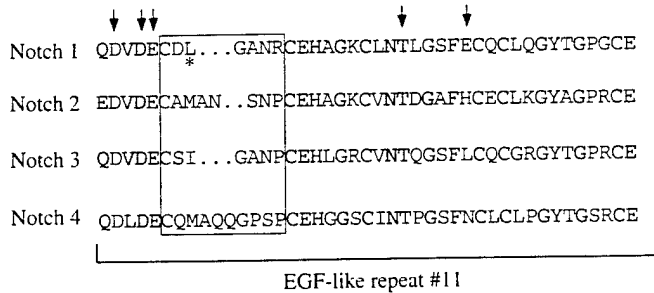 Notch 1 QDVDECDL...GANRCEHAGKCLNTLGSFECQCLQGYTGPGCE
*
Notch 2 EDVDECAMAN..SNPCEHAGKCVNTDGAFHCECLKGYAGPRCE
Notch 3 QDVDECSI...GANPCEHLGRCVNTQGSFLCQCGRGYTGPRCE
Notch 4 QDLDECQMAQQGPSPCEHGGSCINTPGSFNCLCLPGYTGSRCE
EGF-like repeat #11